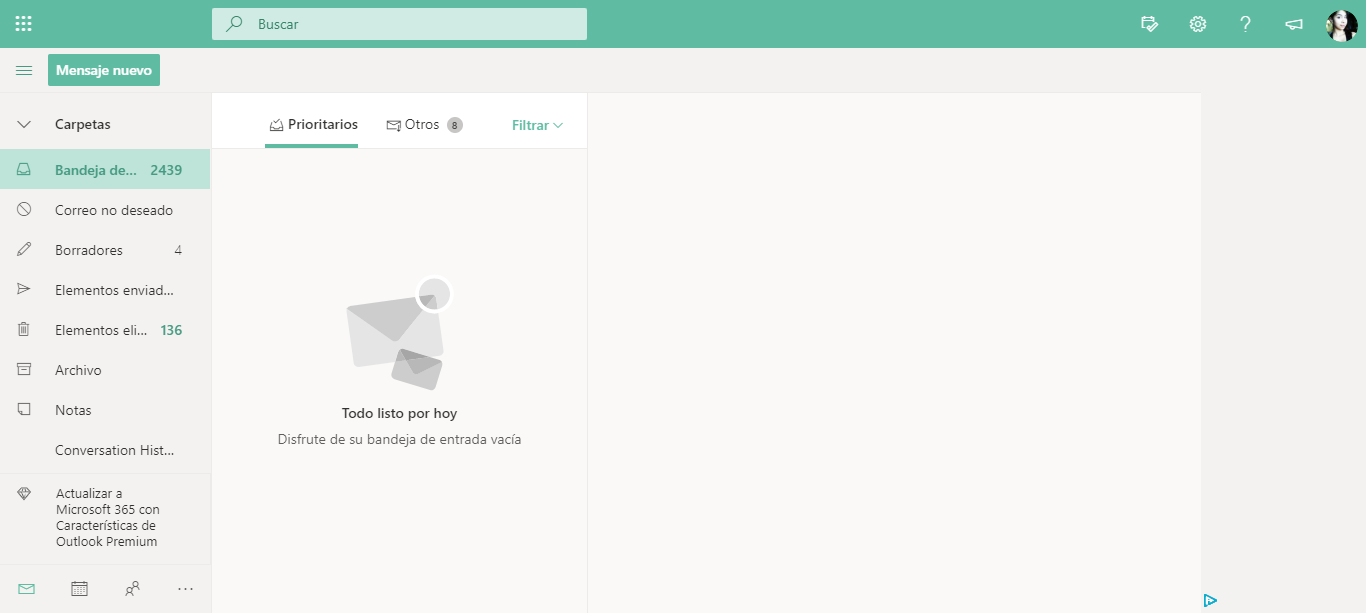 Buscar
Mensaje nuevo
Carpetas
Bandeja de... 2439
Correo no deseado
Borradores 4
Elementos enviad...
Elementos eli... 136
Archivo
Notas
Conversation Hist...
Actualizar a
Microsoft 365 con
Características de
Outlook Premium
Prioritarios
Otros 8
Filtrar
Todo listo por hoy
Disfrute de su bandeja de entrada vacía